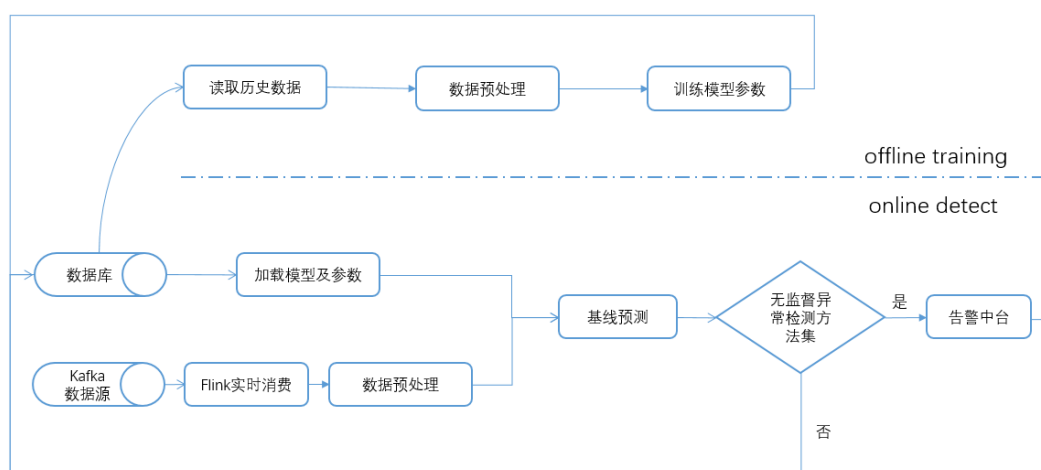 读取历史数据
数据预处理
训练模型参数
offline training
online detect
数据库
加载模型及参数
基线预测
无监督异
常检测方
法集
是
告警中台
Kafka
数据源
Flink实时消费
数据预处理
否